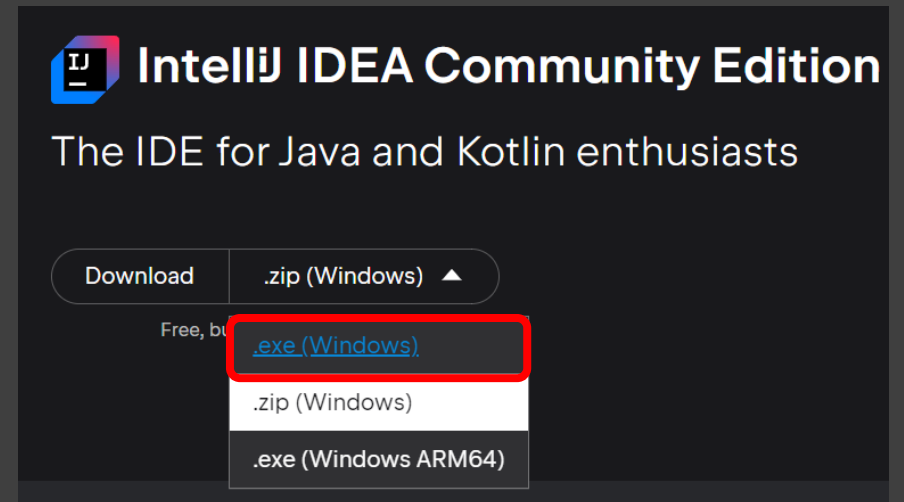 IJ
IntelliJ IDEA Community Edition
The IDE for Java and Kotlin enthusiasts
Download
.zip (Windows)
Free,
.exe (Windows)
.zip (Windows)
.exe (Windows ARM64)